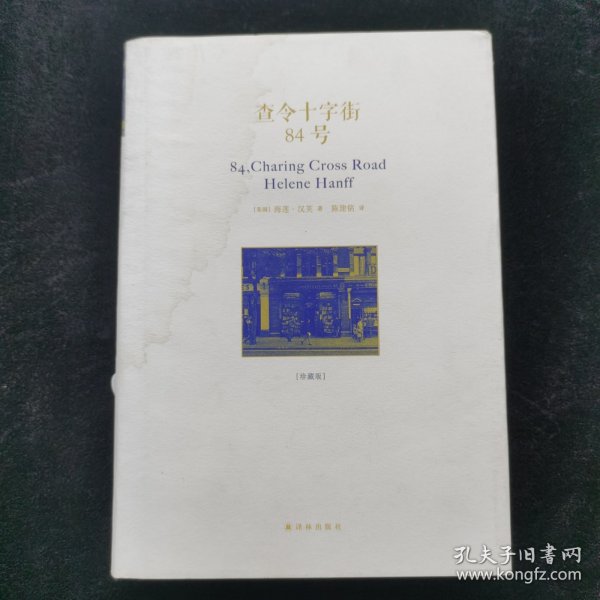 查令十字街
84号
84,Charing Cross Road
Helene Hanff
[美国] 海莲·汉芙 著 陈建铭 译
[珍藏版]
译林出版社
孔夫子旧书网
www.kongfz.com